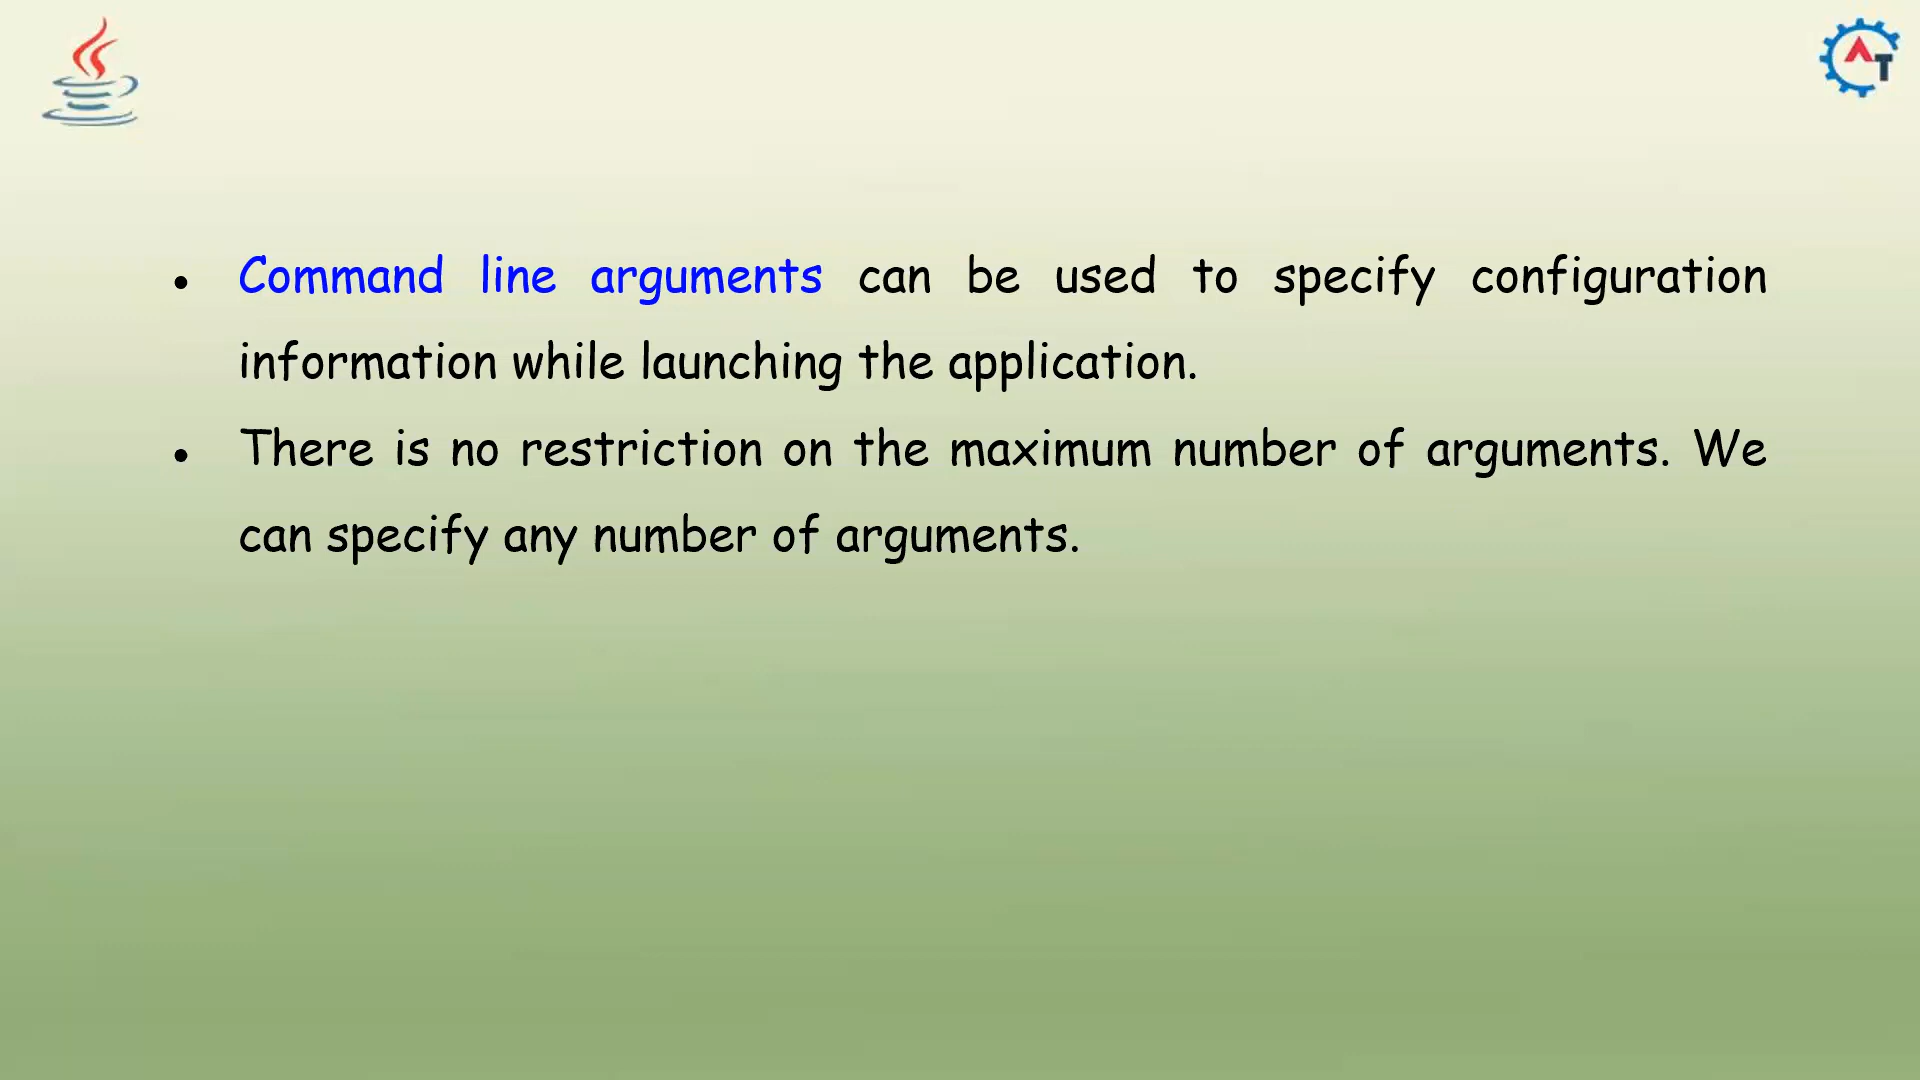 AT
• Command line arguments can be used to specify configuration
information while launching the application.
• There is no restriction on the maximum number of arguments. We
can specify any number of arguments.